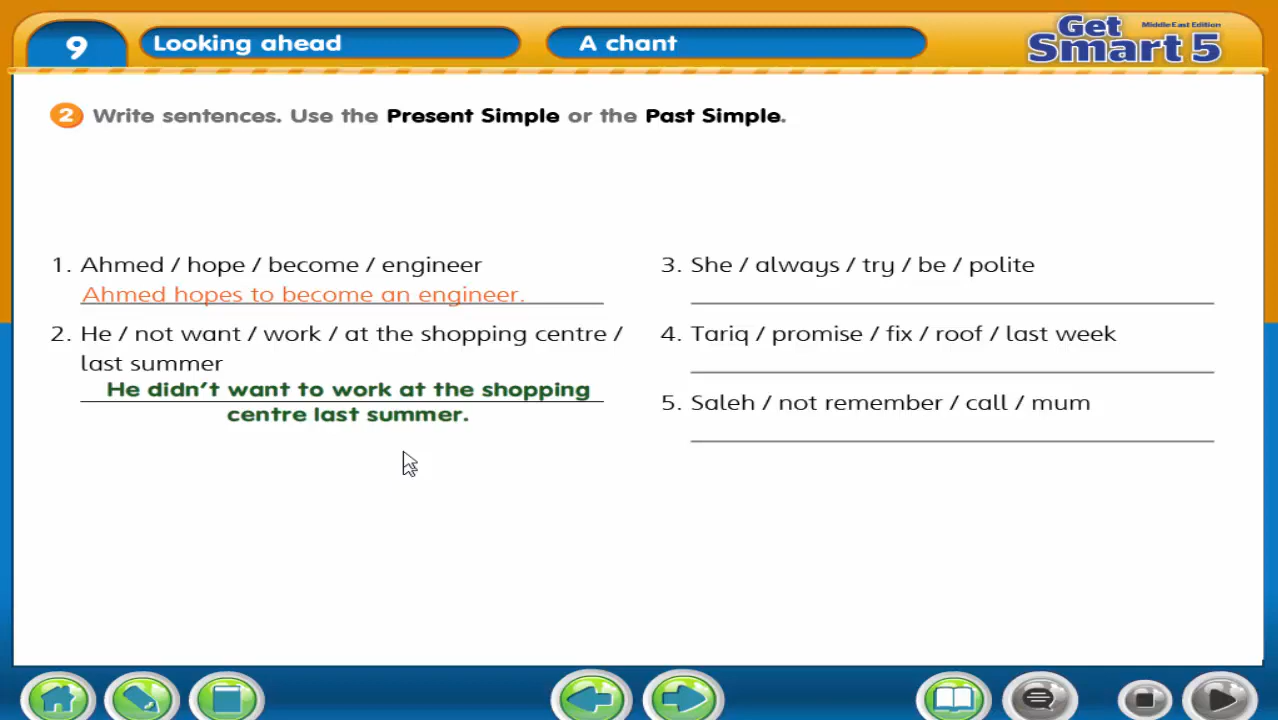 9
Looking ahead
A chant
Middle East Edition
Get
Smart 5
2 Write sentences. Use the Present Simple or the Past Simple.
1. Ahmed / hope / become / engineer
Ahmed hopes to become an engineer.
2. He / not want / work / at the shopping centre /
last summer
He didn't want to work at the shopping
centre last summer.
3. She / always / try / be / polite
4. Tariq / promise / fix / roof / last week
5. Saleh / not remember / call / mum